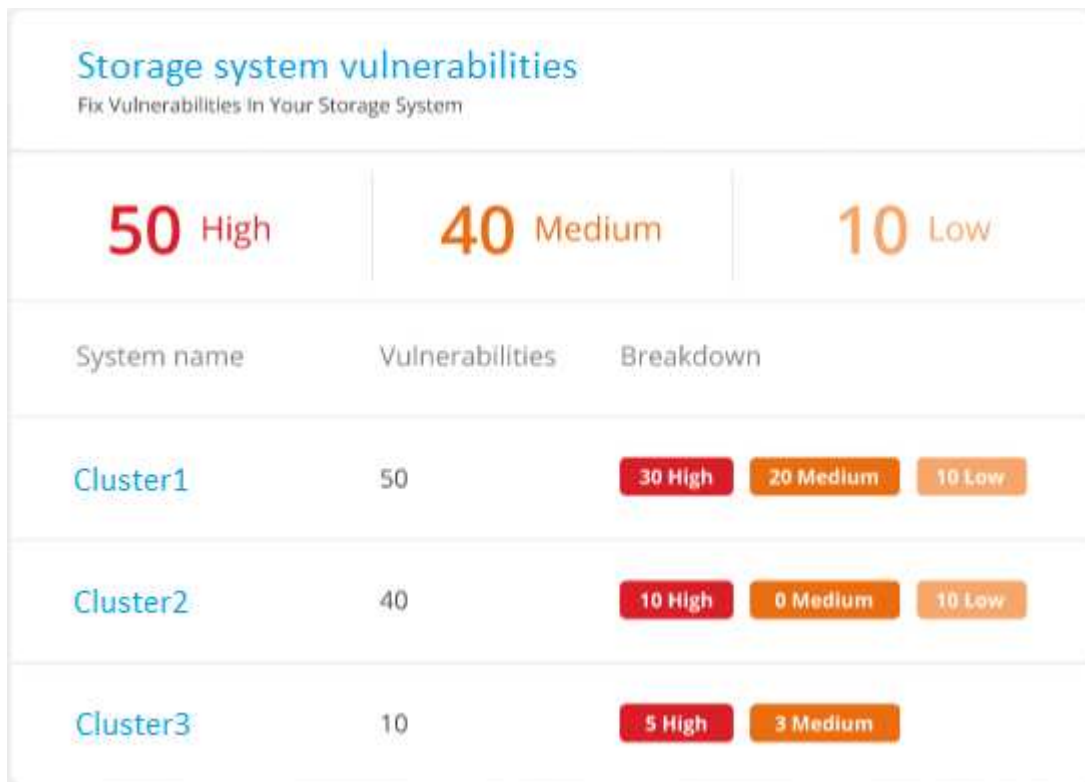 Storage system vulnerabilities
Fix Vulnerabilities In Your Storage System
50 High 40 Medium 10 Low
System name Vulnerabilities Breakdown
Cluster1 50 30 High 20 Medium 10 Low
Cluster2 40 10 High 0 Medium 10 Low
Cluster3 10 5 High 3 Medium